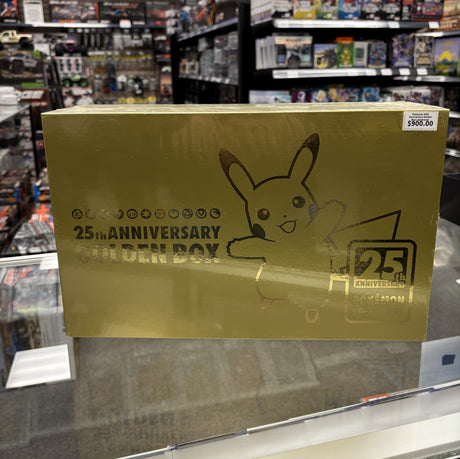 $900.00
25th ANNIVERSARY
GOLDEN BOX
25th
ANNIVERSARY
POKÉMON